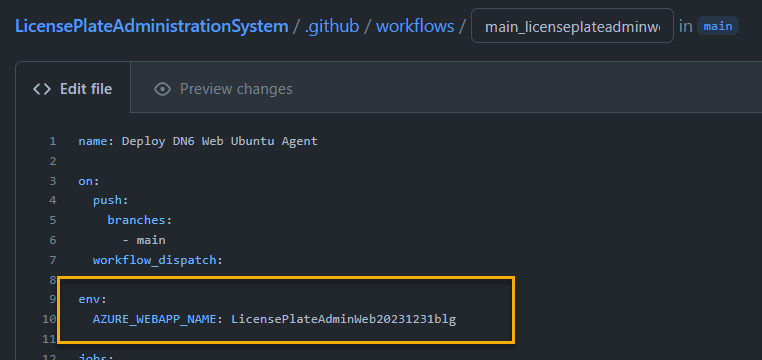 LicensePlateAdministrationSystem / .github / workflows / main_licenseplateadminw in main
<> Edit file Preview changes
1 name: Deploy DN6 Web Ubuntu Agent
2
3 on:
4 push:
5 branches:
6 - main
7 workflow_dispatch:
8
9 env:
10 AZURE_WEBAPP_NAME: LicensePlateAdminWeb20231231blg
11
12 jobs: